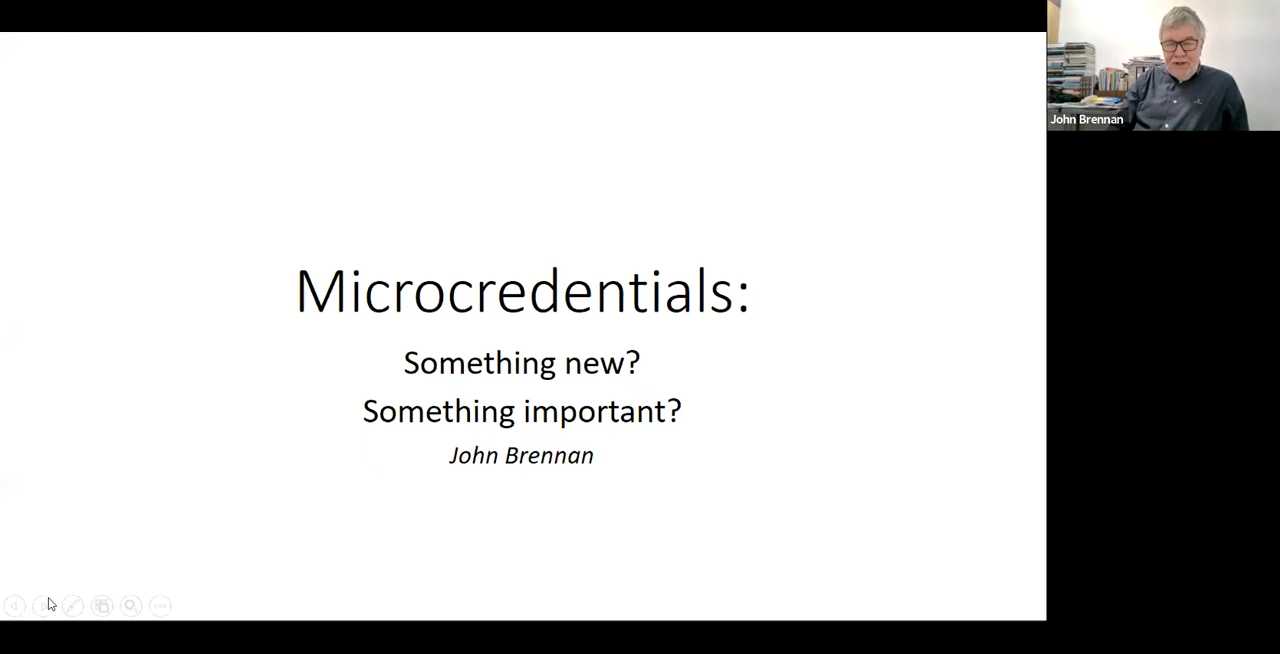 Microcredentials:
Something new?
Something important?
John Brennan
John Brennan